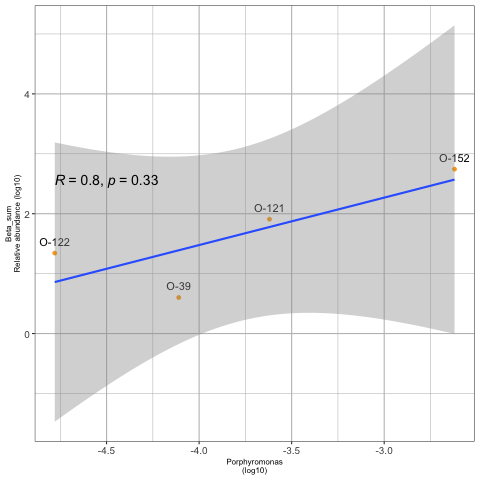 O-152
R = 0.8, p = 0.33
O-121
O-122
O-39
4
2
0
-4.5
-4.0
-3.5
-3.0
Beta_sum
Relative abundance (log10)
Porphyromonas
(log10)